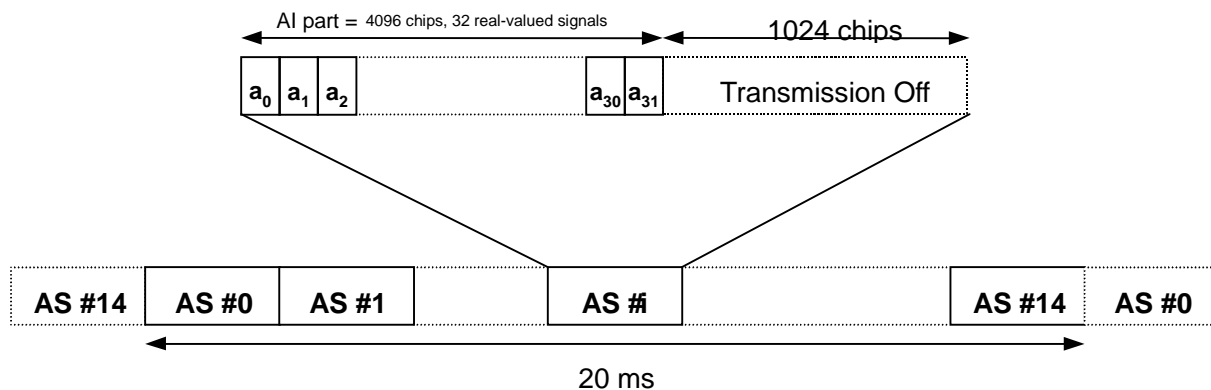 AI part = 4096 chips, 32 real-valued signals
1024 chips
a0 a1 a2 a30 a31 Transmission Off
AS #14 AS #0 AS #1 AS #i AS #14 AS #0
20 ms